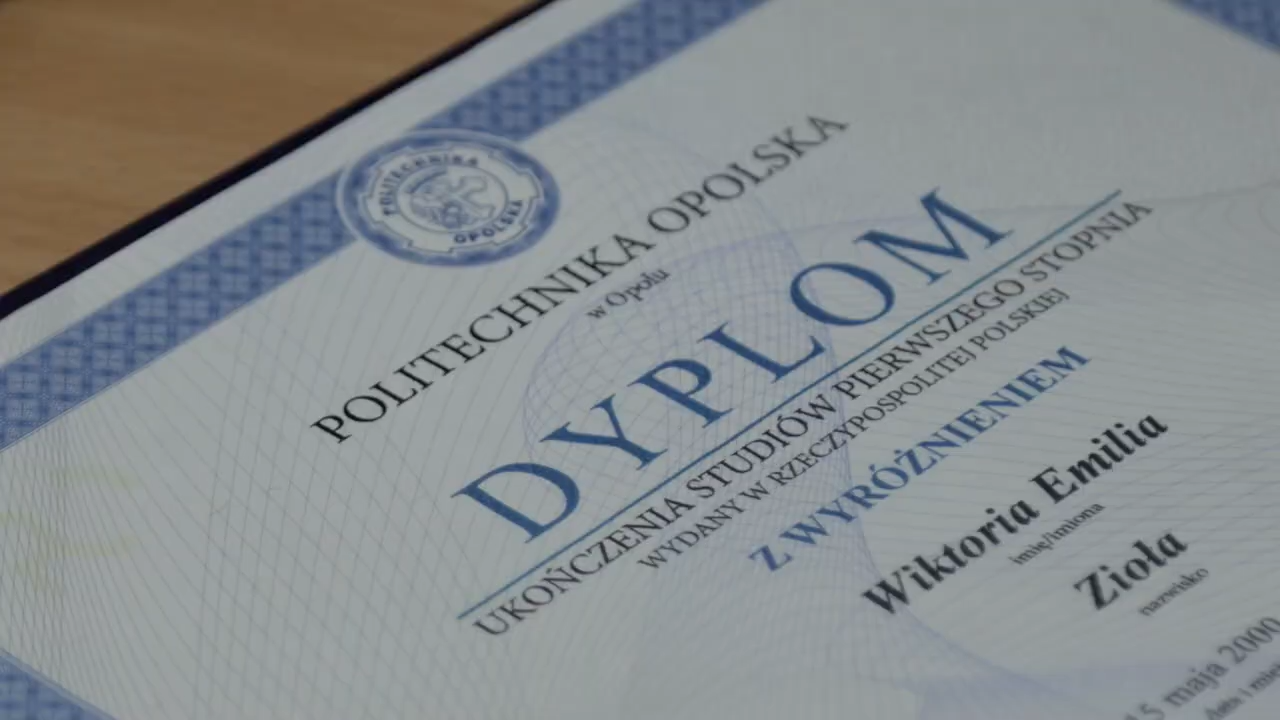 POLITECHNIKA
OPOLSKA
POLITECHNIKA OPOLSKA
w Opolu
DYPLOM
UKOŃCZENIA STUDIÓW PIERWSZEGO STOPNIA
WYDANY W RZECZYPOSPOLITEJ POLSKIEJ
Z WYRÓŻNIENIEM
Wiktoria Emilia
imię/imiona
Zioła
nazwisko
15 maja 2000